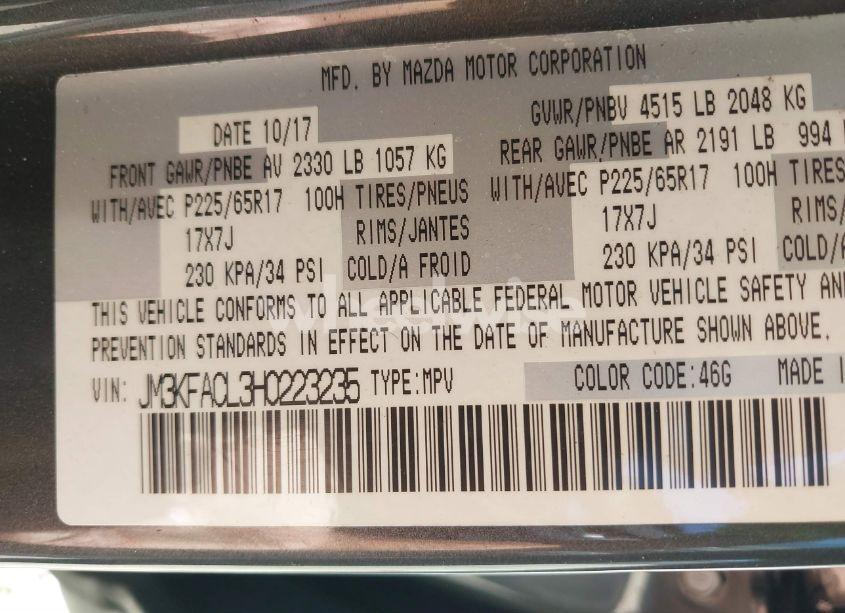 MFD. BY MAZDA MOTOR CORPORATION
DATE 10/17 GVWR/PNBV 4515 LB 2048 KG
FRONT GAWR/PNBE AV 2330 LB 1057 KG REAR GAWR/PNBE AR 2191 LB 994
WITH/AVEC P225/65R17 100H TIRES/PNEUS WITH/AVEC P225/65R17 100H TIRES
17X7J RIMS/JANTES 17X7J RIMS/
230 KPA/34 PSI COLD/A FROID 230 KPA/34 PSI COLD/A
THIS VEHICLE CONFORMS TO ALL APPLICABLE FEDERAL MOTOR VEHICLE SAFETY AND
PREVENTION STANDARDS IN EFFECT ON THE DATE OF MANUFACTURE SHOWN ABOVE.
VIN: JM3KFACL3H0223235 TYPE:MPV COLOR CODE:46G MADE I
wheelwise